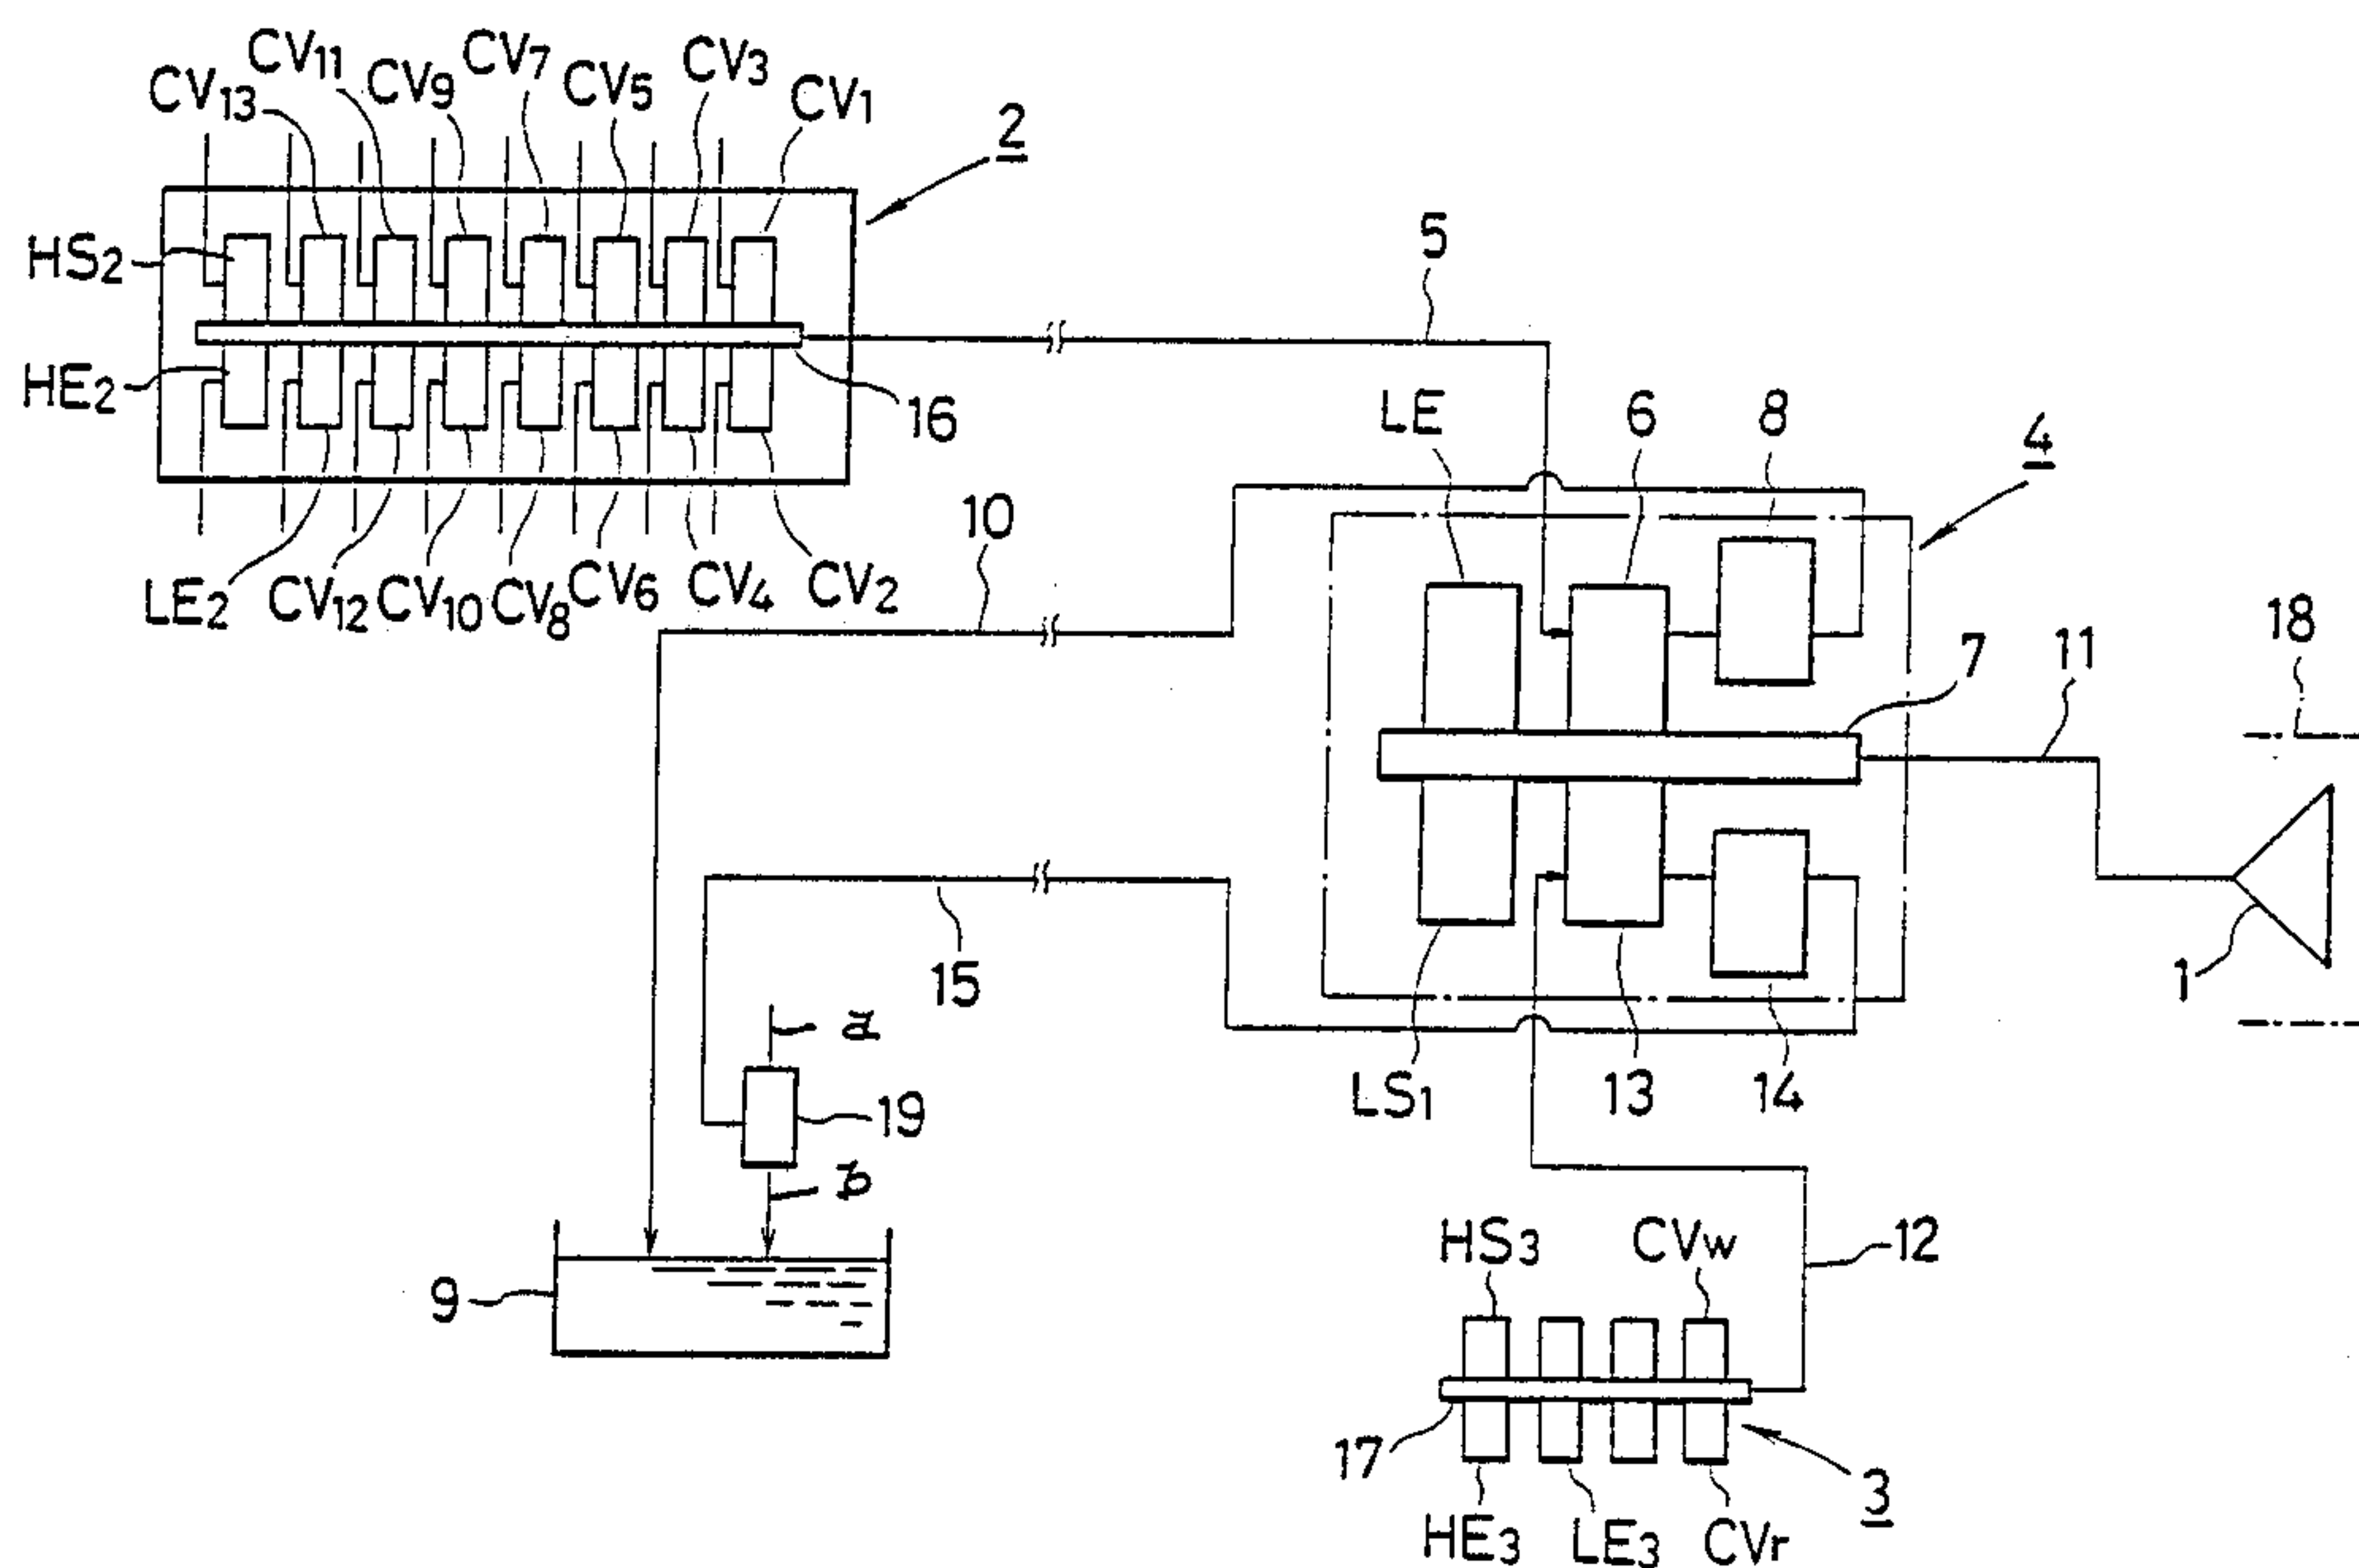 CV13 CV11 CV9 CV7 CV5 CV3 CV1
2
HS2
HE2
16
LE2 CV12 CV10 CV8 CV6 CV4 CV2
5
10
LE 6 8
4
7 11 18
15
1
LS1 13 14
a
19
b
9
12
HS3 CVw
17
3
HE3 LE3 CVr